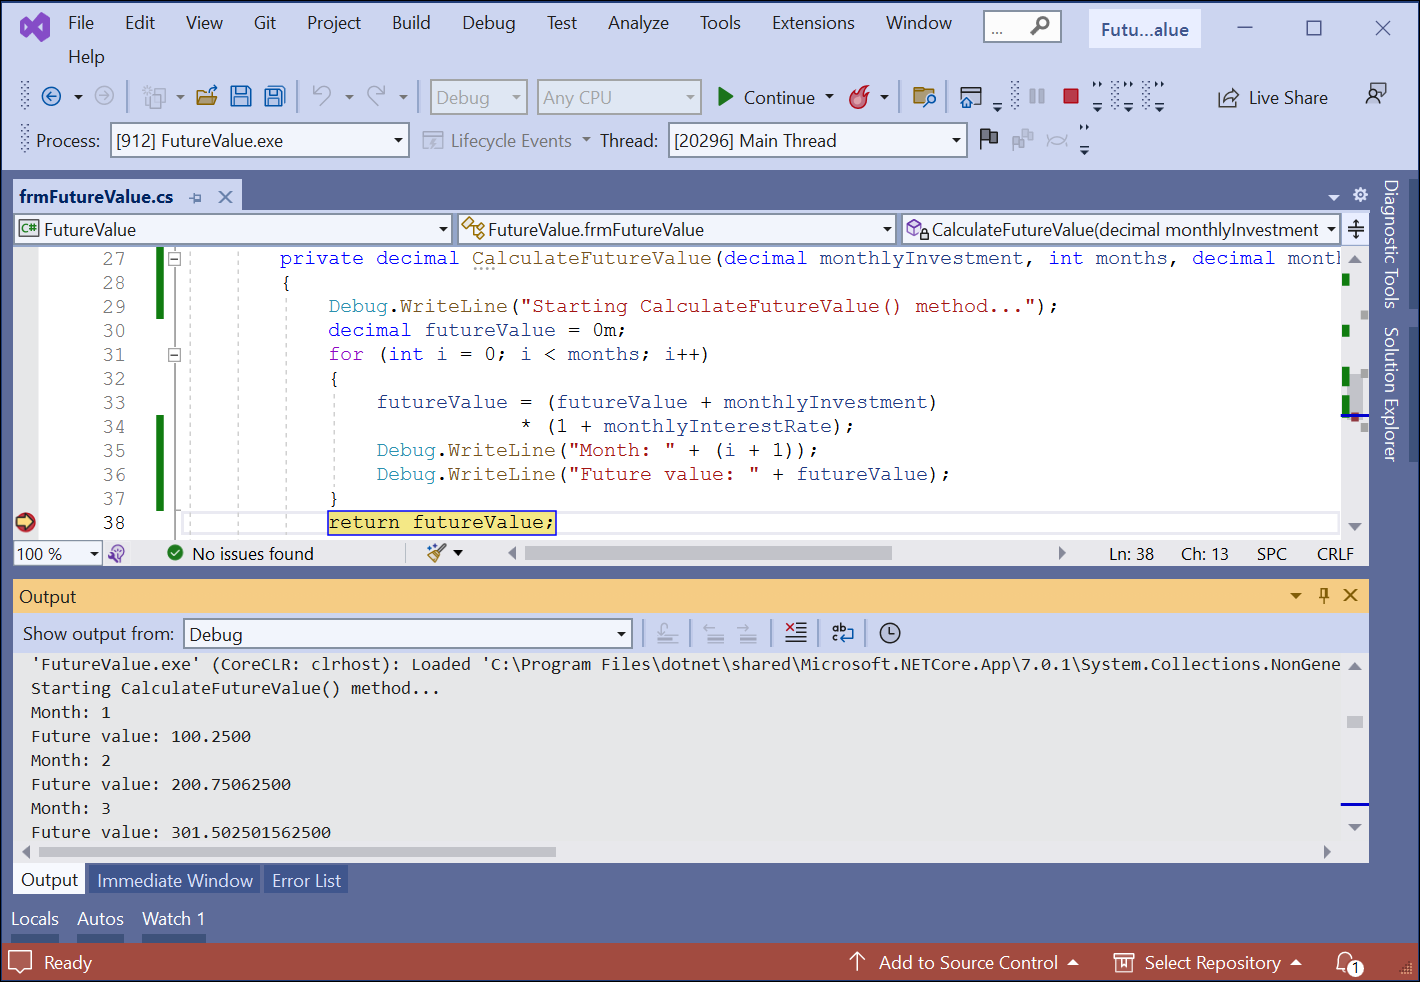 File Edit View Git Project Build Debug Test Analyze Tools Extensions Window ... Futu...alue
Help
Debug Any CPU Continue Live Share
Process: [912] FutureValue.exe Lifecycle Events Thread: [20296] Main Thread
frmFutureValue.cs
C# FutureValue FutureValue.frmFutureValue CalculateFutureValue(decimal monthlyInvestment
27 private decimal CalculateFutureValue(decimal monthlyInvestment, int months, decimal month
28 {
29 Debug.WriteLine("Starting CalculateFutureValue() method...");
30 decimal futureValue = 0m;
31 for (int i = 0; i < months; i++)
32 {
33 futureValue = (futureValue + monthlyInvestment)
34 * (1 + monthlyInterestRate);
35 Debug.WriteLine("Month: " + (i + 1));
36 Debug.WriteLine("Future value: " + futureValue);
37 }
38 return futureValue;
100 % No issues found Ln: 38 Ch: 13 SPC CRLF
Diagnostic Tools
Solution Explorer
Output
Show output from: Debug
'FutureValue.exe' (CoreCLR: clrhost): Loaded 'C:\Program Files\dotnet\shared\Microsoft.NETCore.App\7.0.1\System.Collections.NonGene
Starting CalculateFutureValue() method...
Month: 1
Future value: 100.2500
Month: 2
Future value: 200.75062500
Month: 3
Future value: 301.502501562500
Output Immediate Window Error List
Locals Autos Watch 1
Ready Add to Source Control Select Repository 1